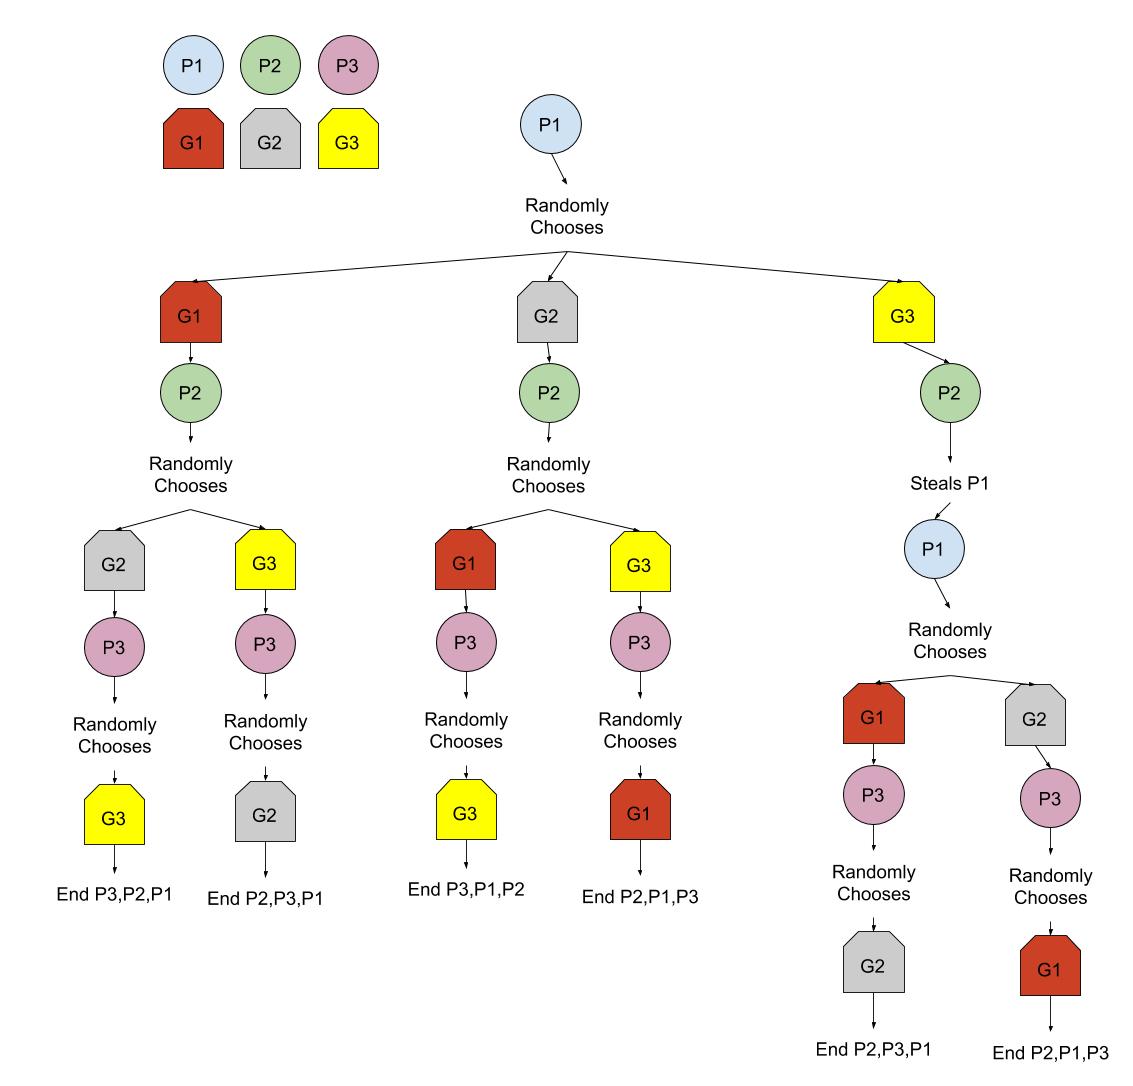 P1 P2 P3
G1 G2 G3
P1
Randomly
Chooses
G1 G2 G3
P2 P2 P2
Randomly
Chooses
Randomly
Chooses
Steals P1
P1
Randomly
Chooses
G2 G3 G1 G3
P3 P3 P3 P3
Randomly
Chooses
Randomly
Chooses
Randomly
Chooses
Randomly
Chooses
G3 G2 G3 G1
End P3,P2,P1
End P2,P3,P1
End P3,P1,P2
End P2,P1,P3
G1 G2
P3 P3
Randomly
Chooses
Randomly
Chooses
G2 G1
End P2,P3,P1
End P2,P1,P3